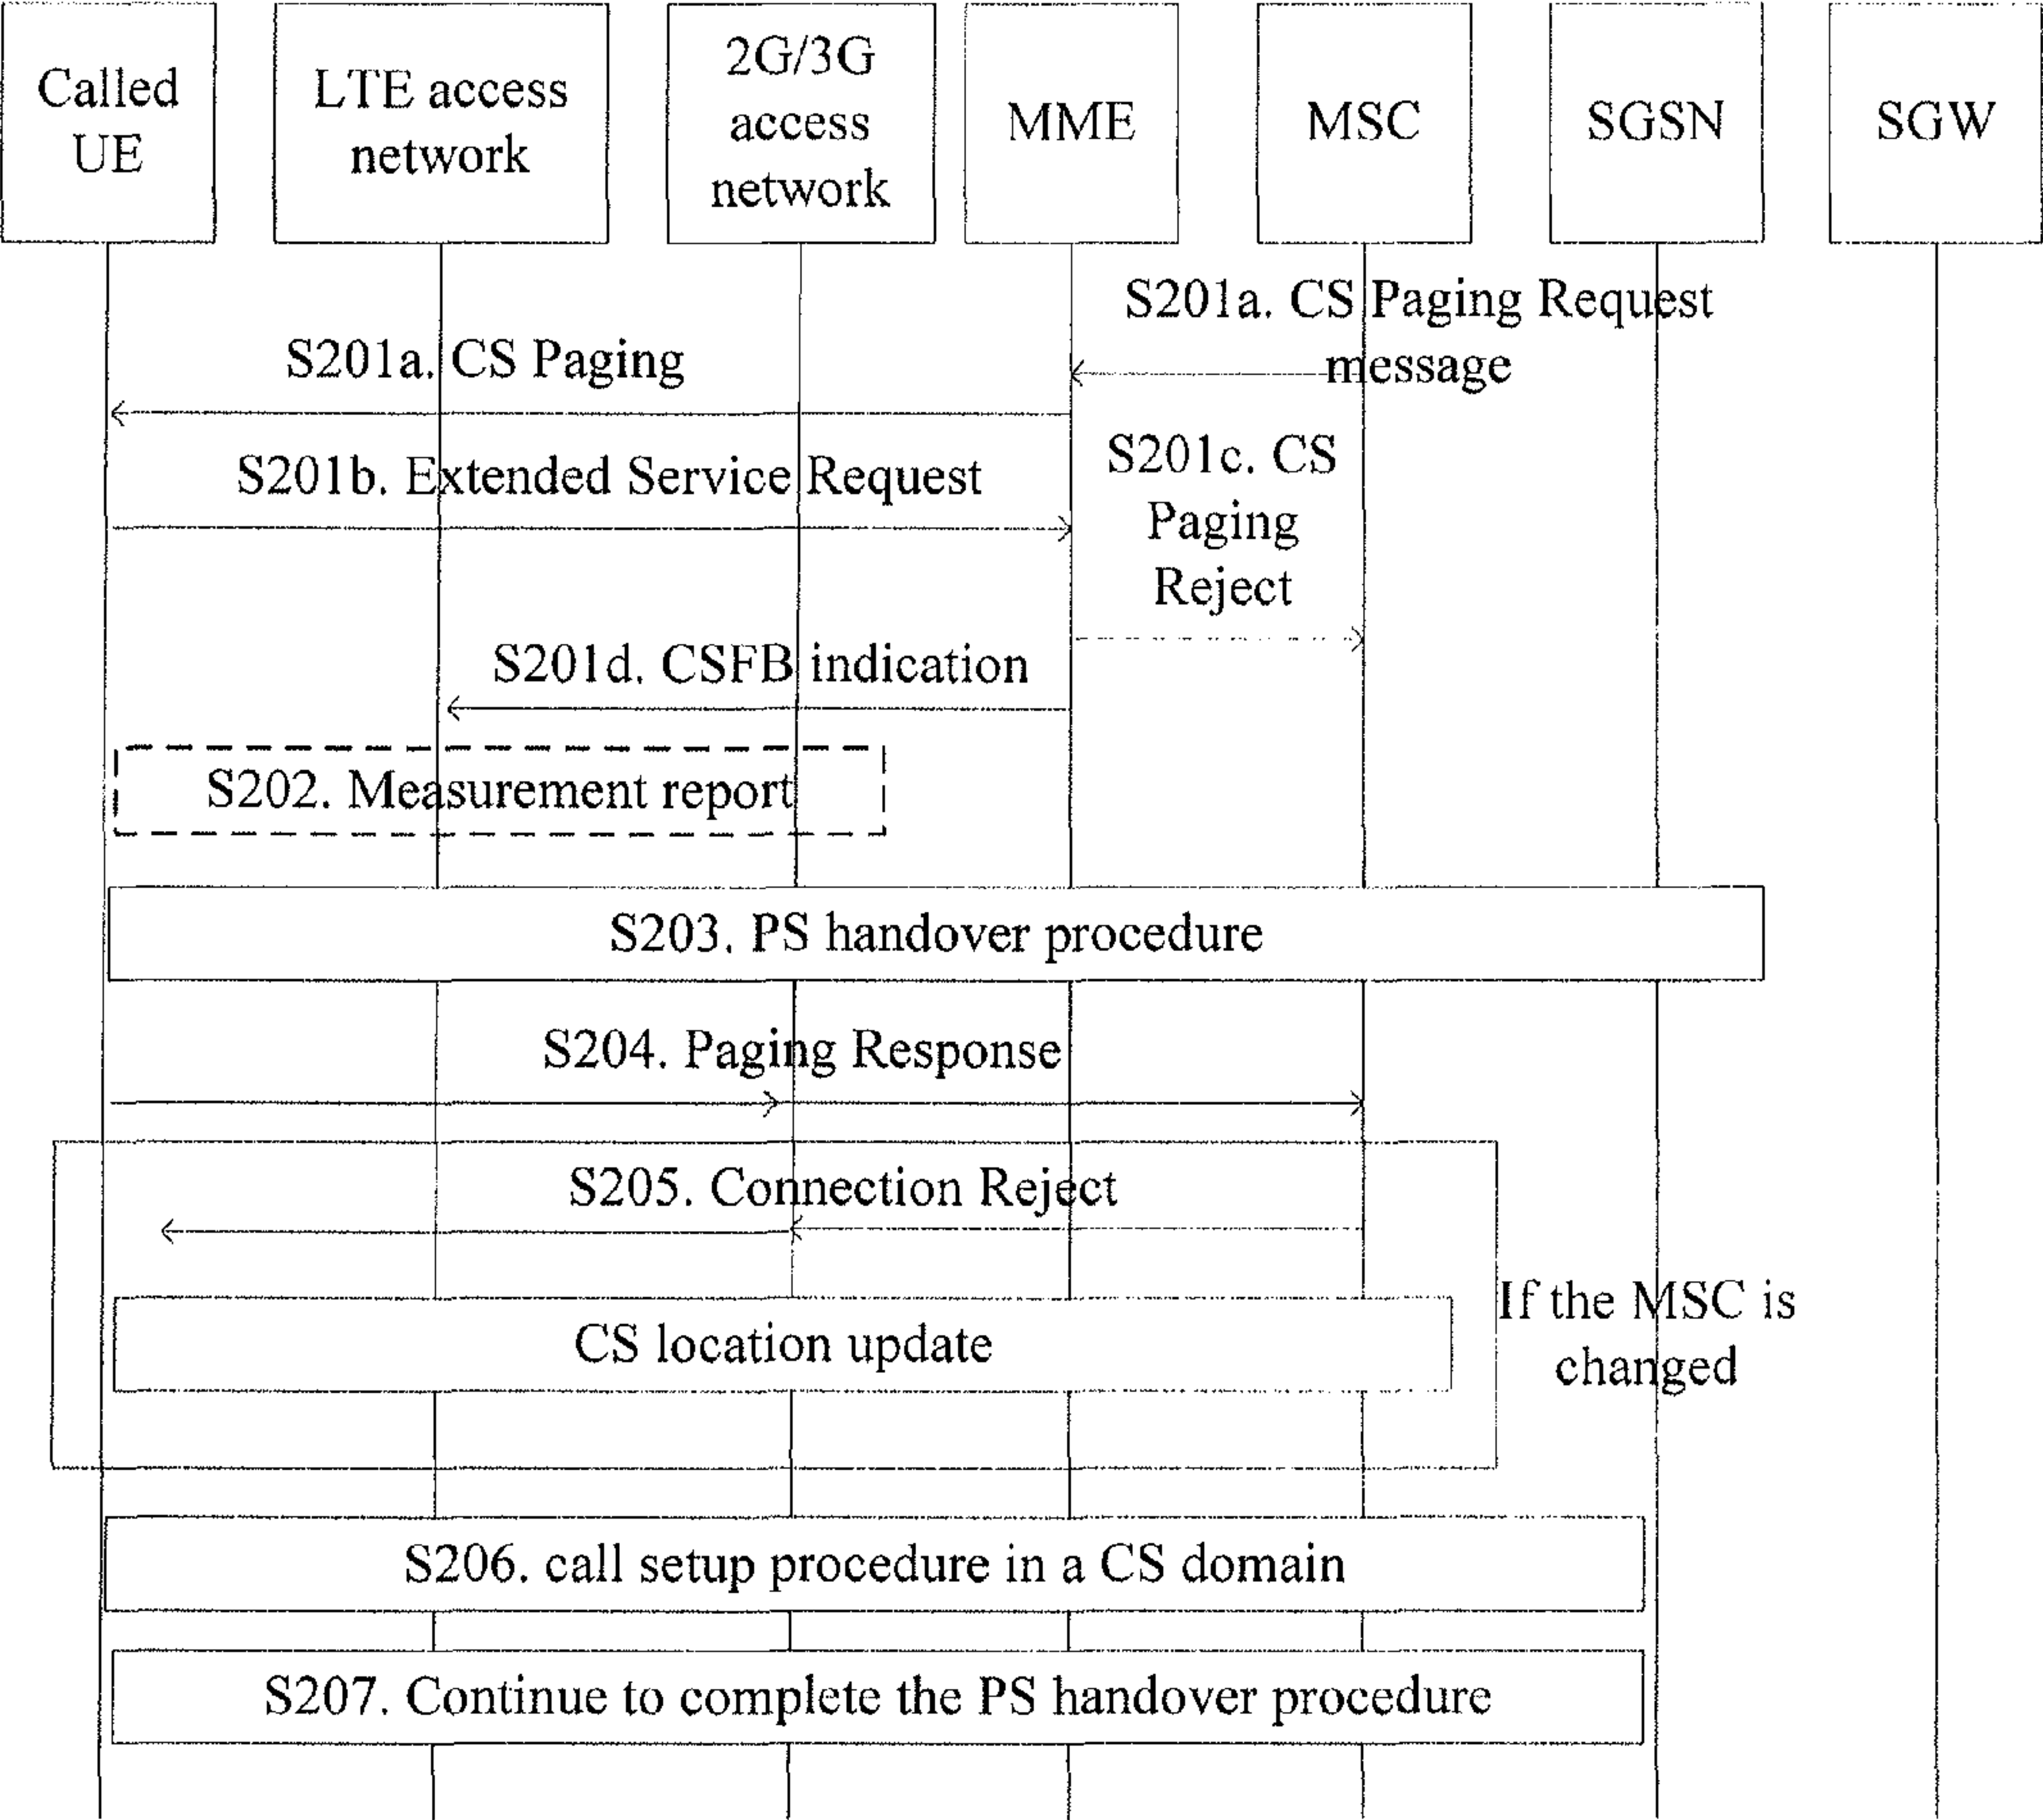 Called
UE
LTE access
network
2G/3G
access
network
MME
MSC
SGSN
SGW
S201a. CS Paging Request
message
S201a. CS Paging
S201b. Extended Service Request
S201c. CS
Paging
Reject
S201d. CSFB indication
S202. Measurement report
S203. PS handover procedure
S204. Paging Response
S205. Connection Reject
CS location update
If the MSC is
changed
S206. call setup procedure in a CS domain
S207. Continue to complete the PS handover procedure